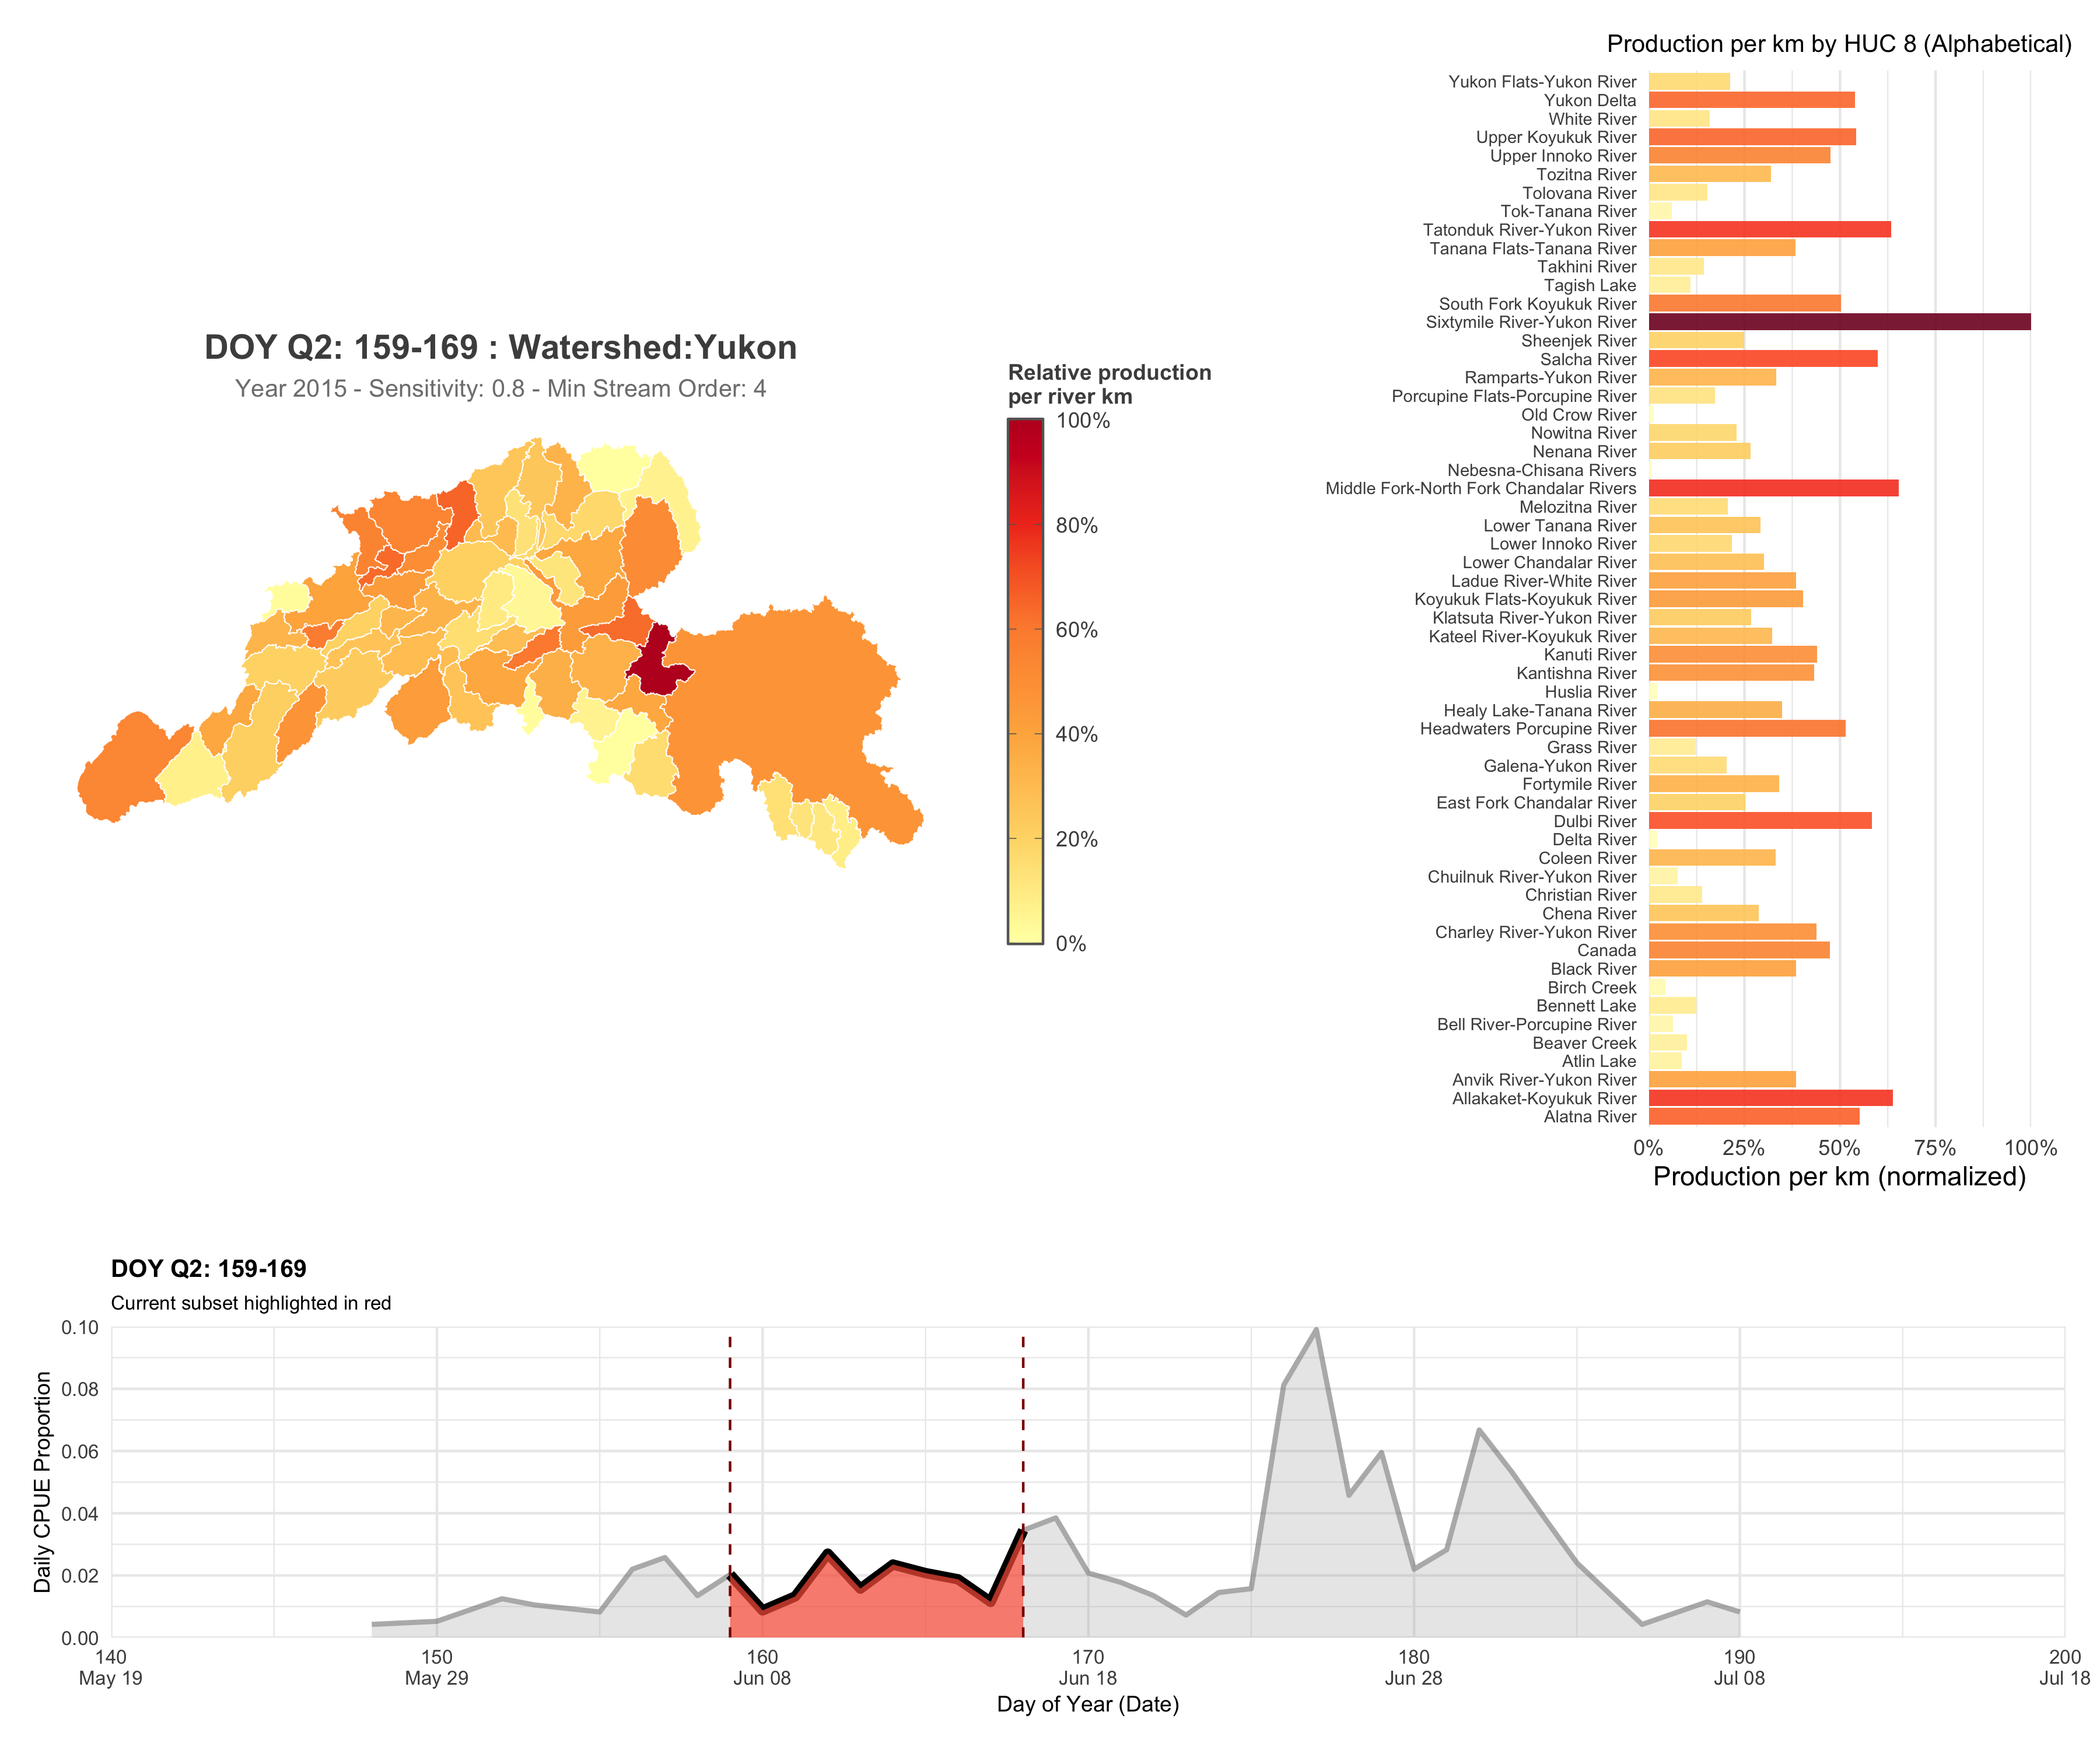 Production per km by HUC 8 (Alphabetical)
Yukon Flats-Yukon River
Yukon Delta
White River
Upper Koyukuk River
Upper Innoko River
Tozitna River
Tolovana River
Tok-Tanana River
Tatonduk River-Yukon River
Tanana Flats-Tanana River
Takhini River
Tagish Lake
South Fork Koyukuk River
Sixtymile River-Yukon River
Sheenjek River
Salcha River
Ramparts-Yukon River
Porcupine Flats-Porcupine River
Old Crow River
Nowitna River
Nenana River
Nebesna-Chisana Rivers
Middle Fork-North Fork Chandalar Rivers
Melozitna River
Lower Tanana River
Lower Innoko River
Lower Chandalar River
Ladue River-White River
Koyukuk Flats-Koyukuk River
Klatsuta River-Yukon River
Kateel River-Koyukuk River
Kanuti River
Kantishna River
Huslia River
Healy Lake-Tanana River
Headwaters Porcupine River
Grass River
Galena-Yukon River
Fortymile River
East Fork Chandalar River
Dulbi River
Delta River
Coleen River
Chuilnuk River-Yukon River
Christian River
Chena River
Charley River-Yukon River
Canada
Black River
Birch Creek
Bennett Lake
Bell River-Porcupine River
Beaver Creek
Atlin Lake
Anvik River-Yukon River
Allakaket-Koyukuk River
Alatna River
0% 25% 50% 75% 100%
Production per km (normalized)
DOY Q2: 159-169 : Watershed:Yukon
Year 2015 - Sensitivity: 0.8 - Min Stream Order: 4
Relative production
per river km
100%
80%
60%
40%
20%
0%
DOY Q2: 159-169
Current subset highlighted in red
Daily CPUE Proportion
0.10
0.08
0.06
0.04
0.02
0.00
140 150 160 170 180 190 200
May 19 May 29 Jun 08 Jun 18 Jun 28 Jul 08 Jul 18
Day of Year (Date)